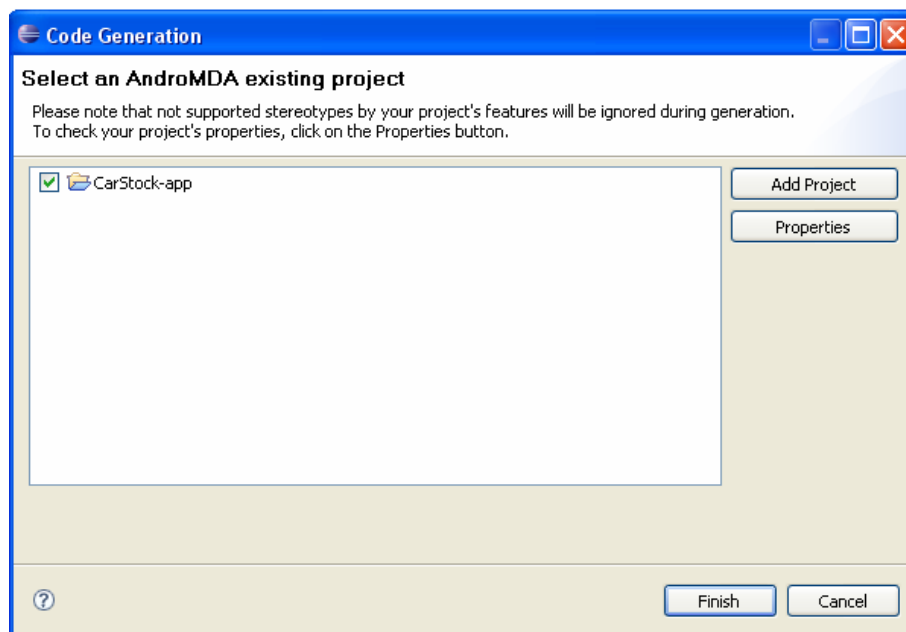 Code Generation
Select an AndroMDA existing project
Please note that not supported stereotypes by your project's features will be ignored during generation.
To check your project's properties, click on the Properties button.
CarStock-app
Add Project
Properties
?
Finish
Cancel